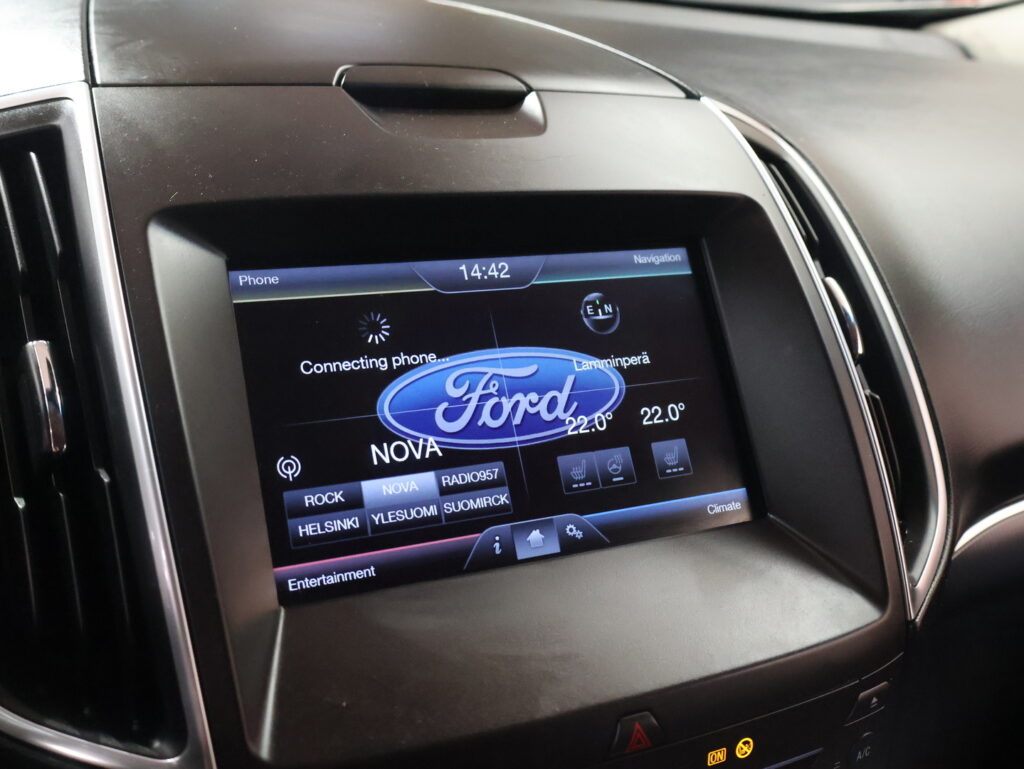 Phone
14:42
Navigation
E N
Connecting phone...
Lamminperä
Ford
22.0°
22.0°
NOVA
ROCK
NOVA
RADIO957
HELSINKI
YLESUOMI
SUOMIRCK
i
Climate
Entertainment
ON
A/C